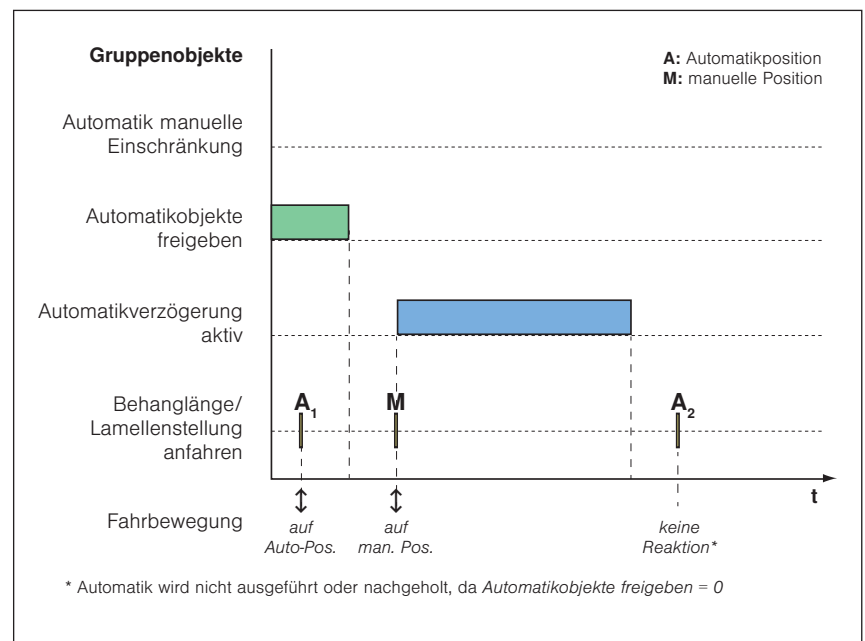 Gruppenobjekte
A: Automatikposition
M: manuelle Position
Automatik manuelle
Einschränkung
Automatikobjekte
freigeben
Automatikverzögerung
aktiv
Behanglänge/
Lamellenstellung
anfahren
A1
M
A2
t
Fahrbewegung
auf
Auto-Pos.
auf
man. Pos.
keine
Reaktion*
* Automatik wird nicht ausgeführt oder nachgeholt, da Automatikobjekte freigeben = 0